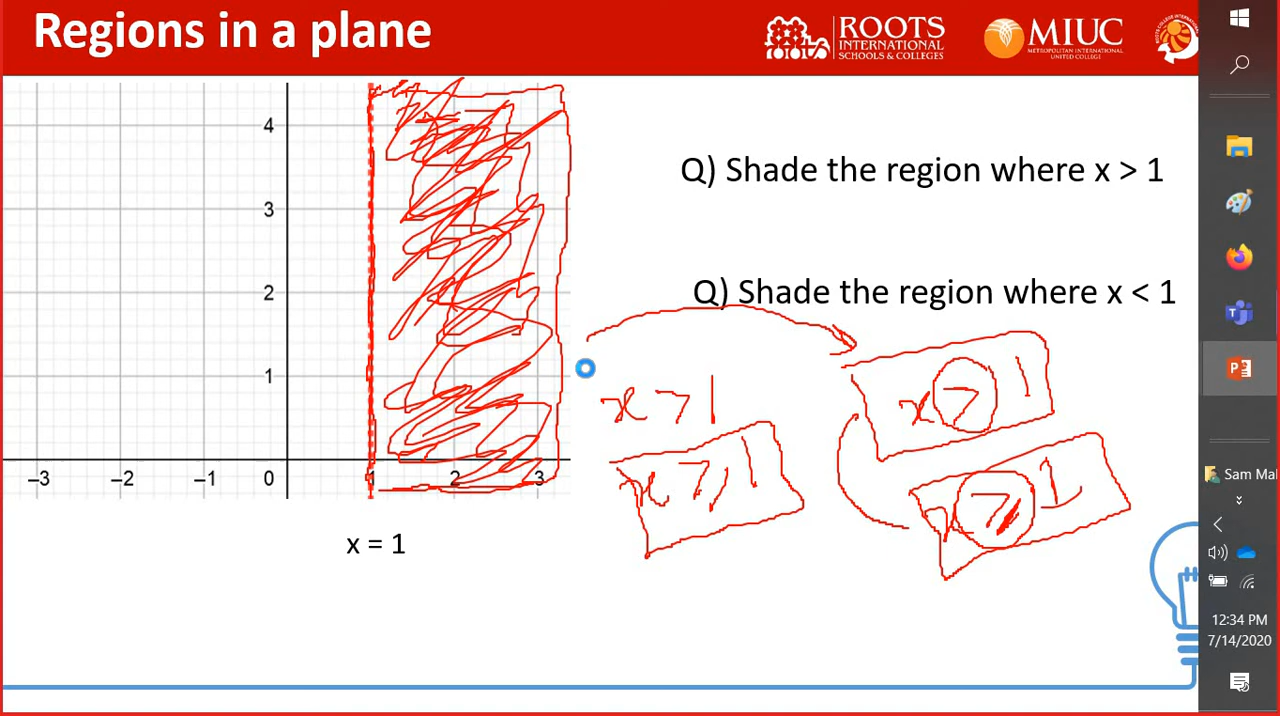 Regions in a plane
ROOTS
INTERNATIONAL
SCHOOLS & COLLEGES
MIUC
METROPOLITAN INTERNATIONAL
UNITED COLLEGE
4
3
2
1
-3 -2 -1 0 1 2 3
x = 1
Q) Shade the region where x > 1
Q) Shade the region where x < 1
x > 1
x ⩾ 1
x > 1
x ⩾ 1
Sam Mal
12:34 PM
7/14/2020